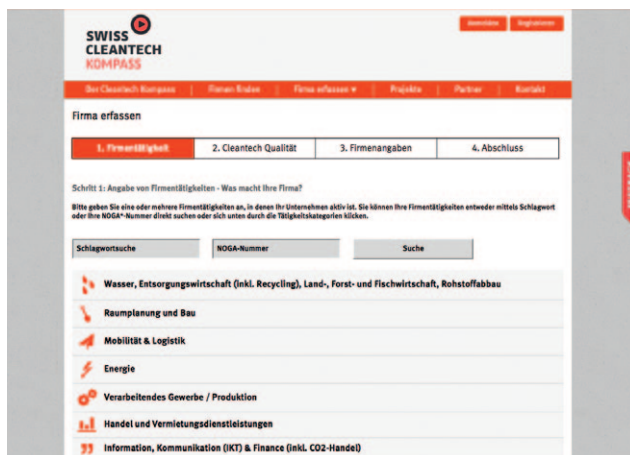 SWISS
CLEANTECH
KOMPASS
Anmelden Registrieren
Der Cleantech Kompass | Firmen finden | Firma erfassen ▾ | Projekte | Partner | Kontakt
Firma erfassen
1. Firmentätigkeit 2. Cleantech Qualität 3. Firmenangaben 4. Abschluss
Schritt 1: Angabe von Firmentätigkeiten - Was macht Ihre Firma?
Bitte geben Sie eine oder mehrere Firmentätigkeiten an, in denen Ihr Unternehmen aktiv ist. Sie können Ihre Firmentätigkeiten entweder mittels Schlagwort
oder Ihre NOGA*-Nummer direkt suchen oder sich unten durch die Tätigkeitskategorien klicken.
Schlagwortsuche NOGA-Nummer Suche
Wasser, Entsorgungswirtschaft (inkl. Recycling), Land-, Forst- und Fischwirtschaft, Rohstoffabbau
Raumplanung und Bau
Mobilität & Logistik
Energie
Verarbeitendes Gewerbe / Produktion
Handel und Vermietungsdienstleistungen
Information, Kommunikation (IKT) & Finance (inkl. CO2-Handel)